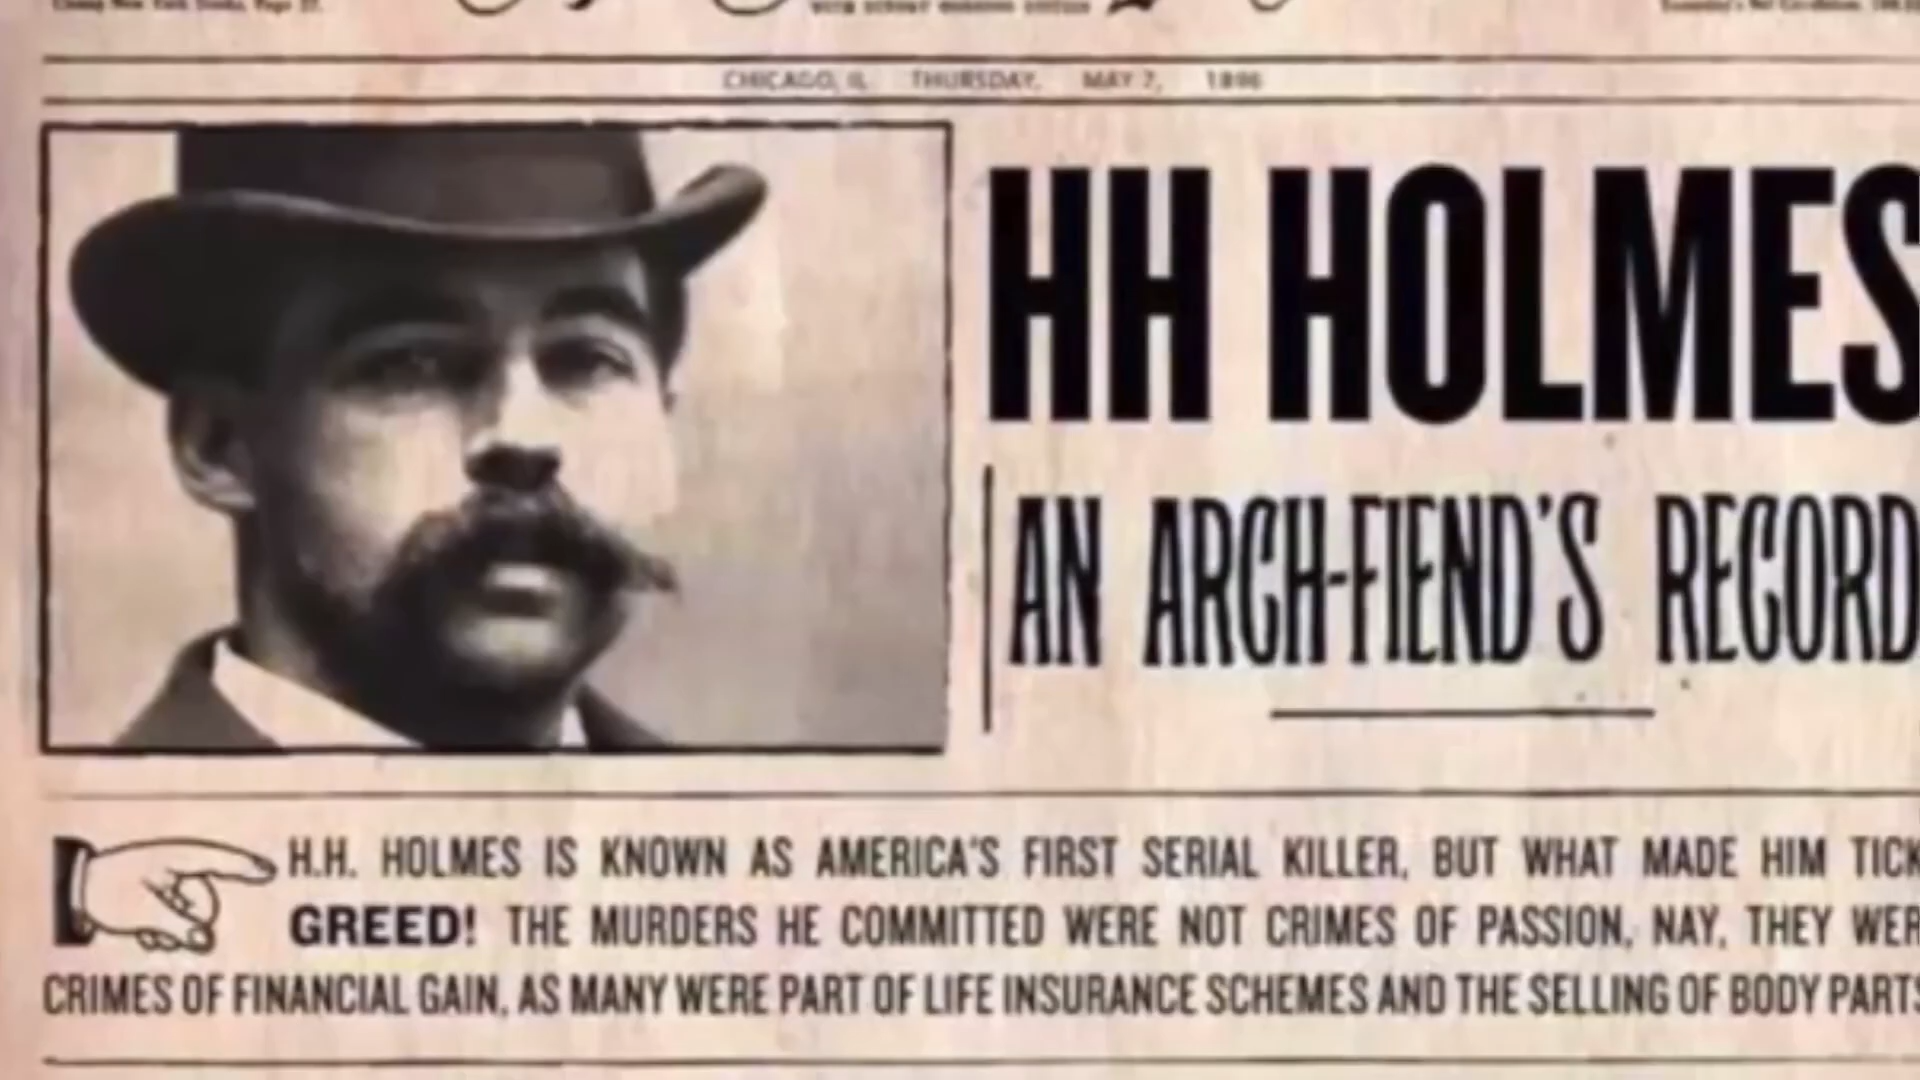 CHICAGO, IL THURSDAY, MAY 7, 1896
HH HOLMES
AN ARCH-FIEND'S RECORD
H.H. HOLMES IS KNOWN AS AMERICA'S FIRST SERIAL KILLER, BUT WHAT MADE HIM TICK
GREED! THE MURDERS HE COMMITTED WERE NOT CRIMES OF PASSION, NAY, THEY WER
CRIMES OF FINANCIAL GAIN, AS MANY WERE PART OF LIFE INSURANCE SCHEMES AND THE SELLING OF BODY PARTS